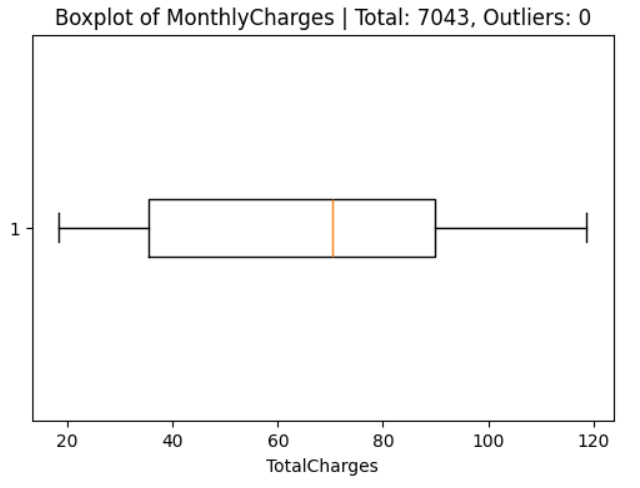 Boxplot of MonthlyCharges | Total: 7043, Outliers: 0
1
20 40 60 80 100 120
TotalCharges